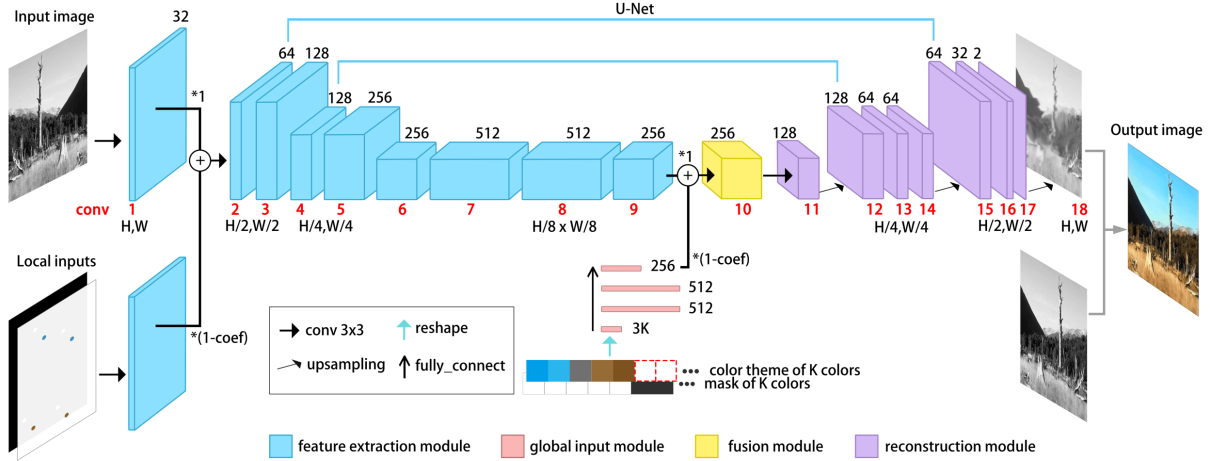 Input image
32
U-Net
64
128
128
256
256
512
512
256
*1
*1
256
128
128
64
64
64
32
2
Output image
conv
1
2
3
4
5
6
7
8
9
10
11
12
13
14
15
16
17
18
H,W
H/2,W/2
H/4,W/4
H/8 x W/8
H/4,W/4
H/2,W/2
H,W
Local inputs
*(1-coef)
*(1-coef)
256
512
512
3K
conv 3x3
reshape
upsampling
fully_connect
color theme of K colors
mask of K colors
feature extraction module
global input module
fusion module
reconstruction module